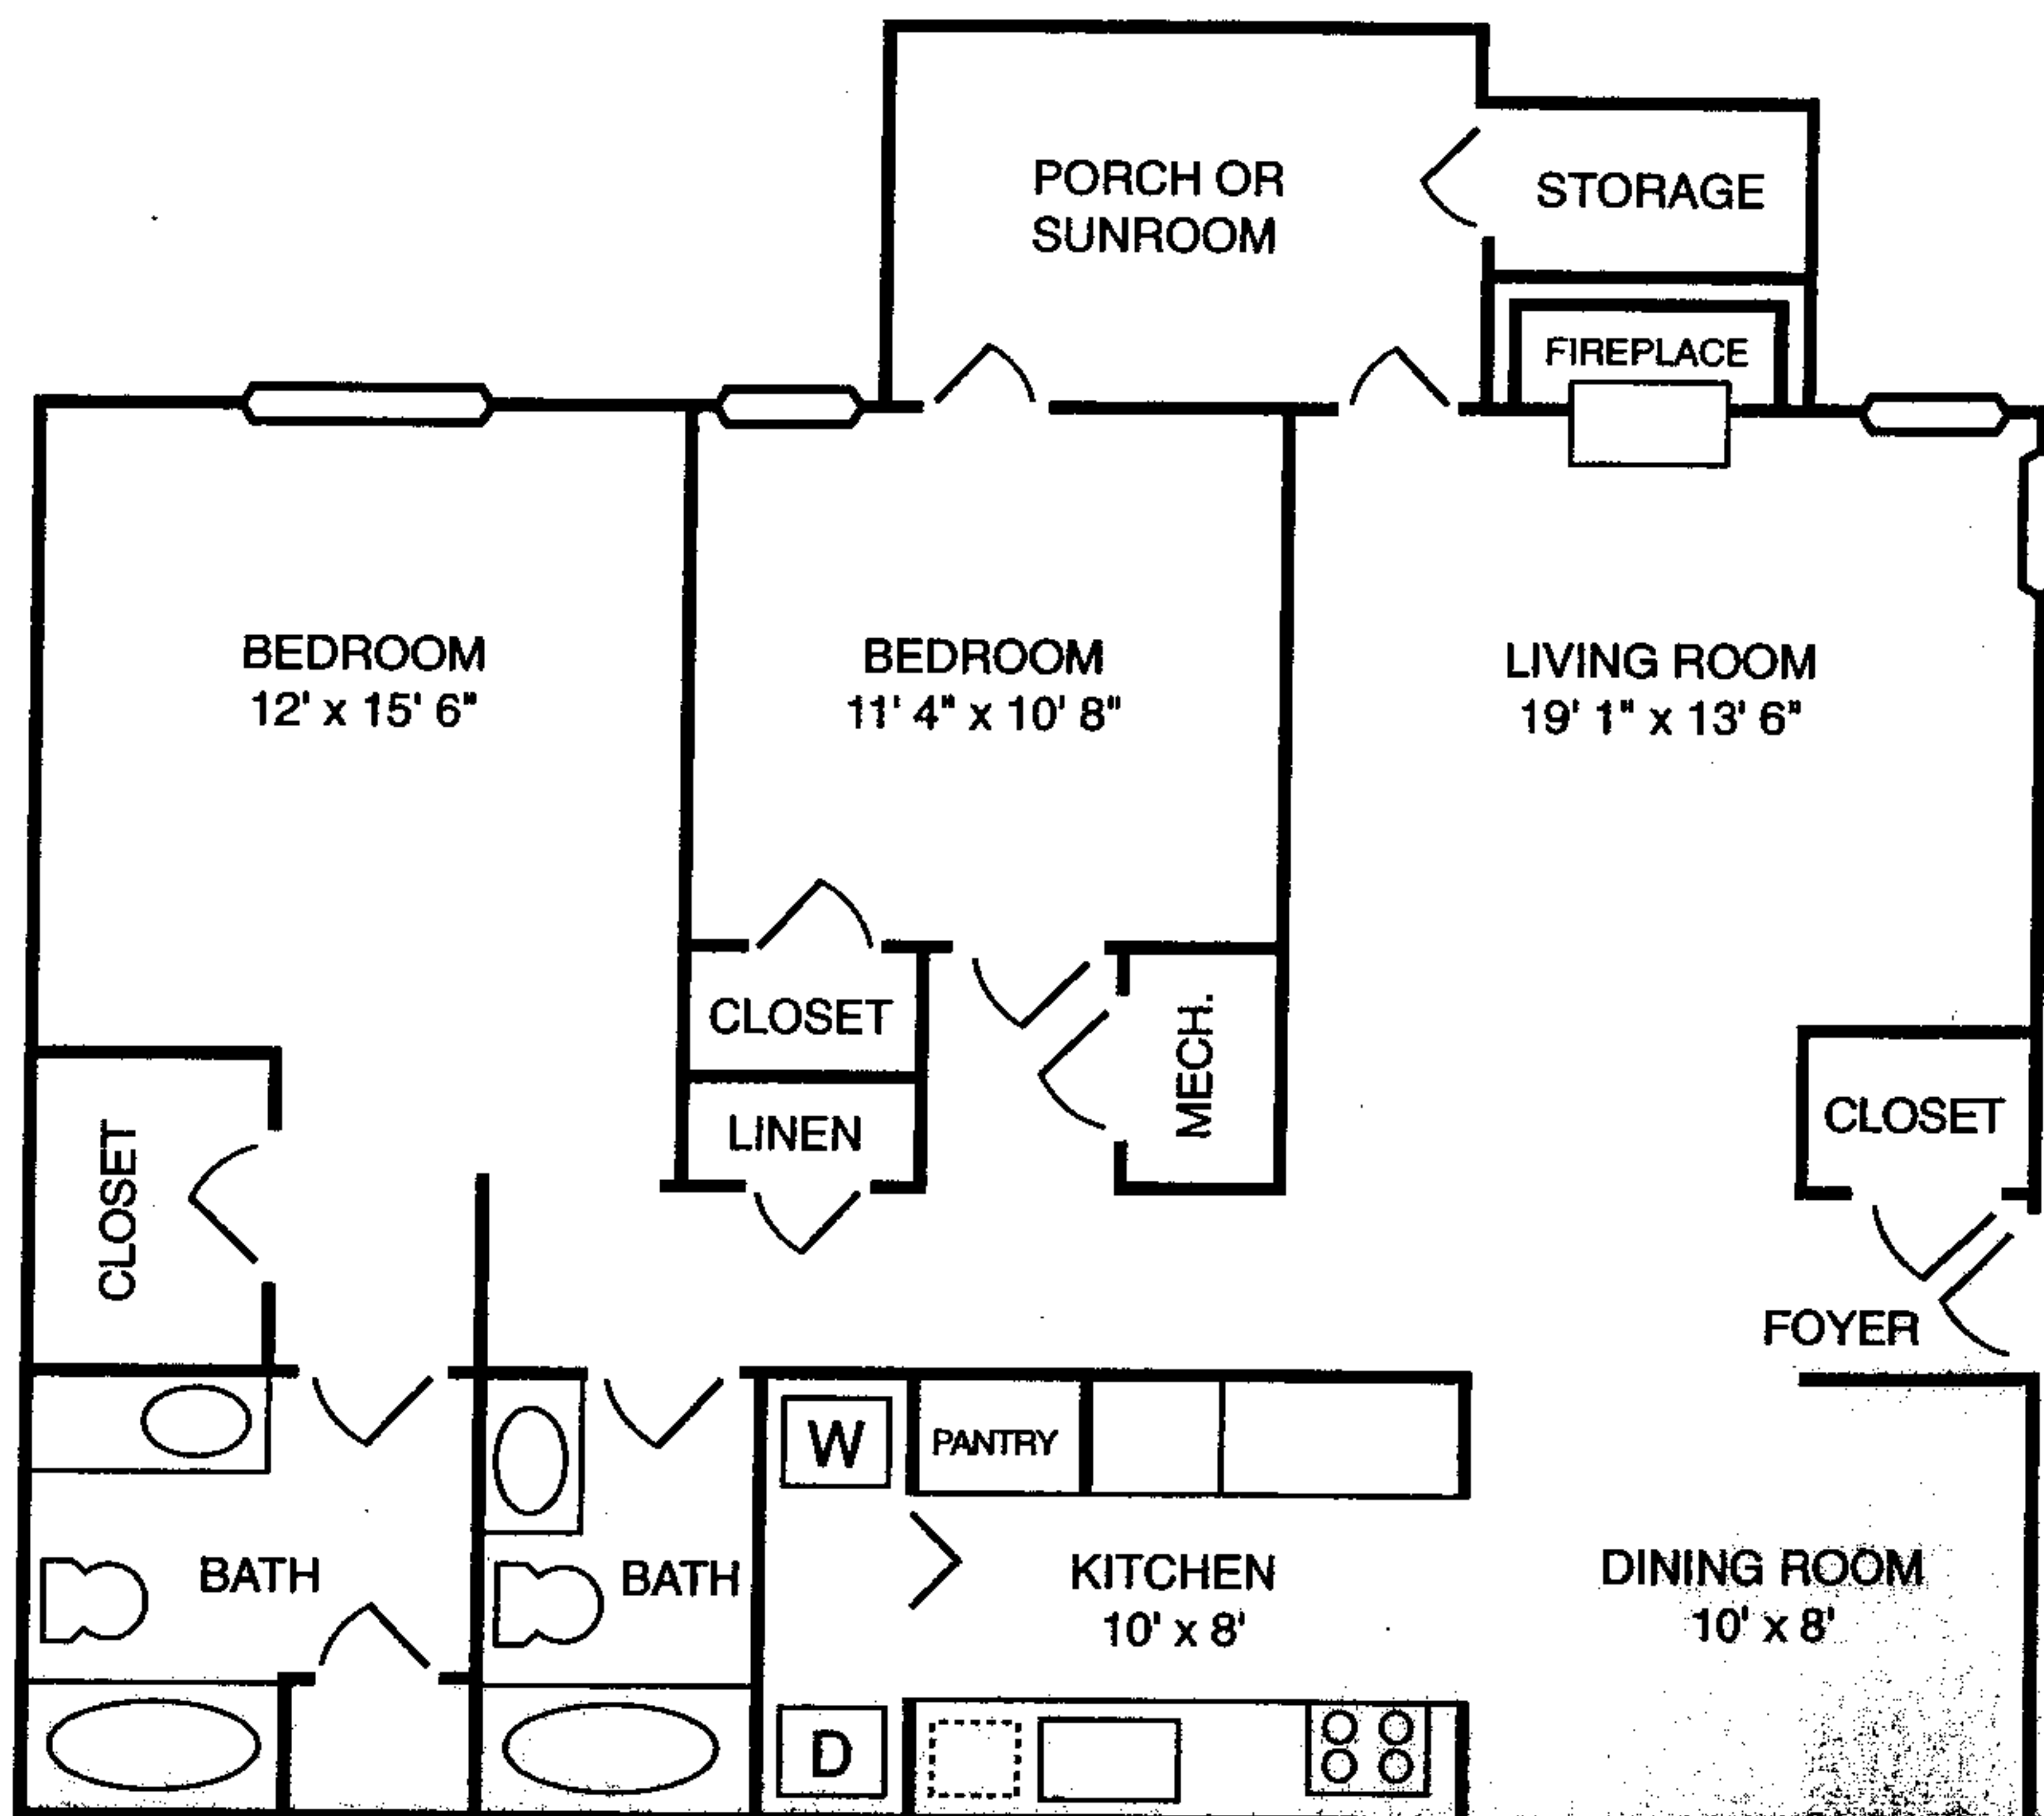 PORCH OR
SUNROOM
STORAGE
FIREPLACE
BEDROOM
12' x 15' 6"
BEDROOM
11' 4" x 10' 8"
LIVING ROOM
19' 1" x 13' 6"
CLOSET
MECH.
LINEN
CLOSET
CLOSET
FOYER
W
PANTRY
BATH
BATH
KITCHEN
10' x 8'
DINING ROOM
10' x 8'
D